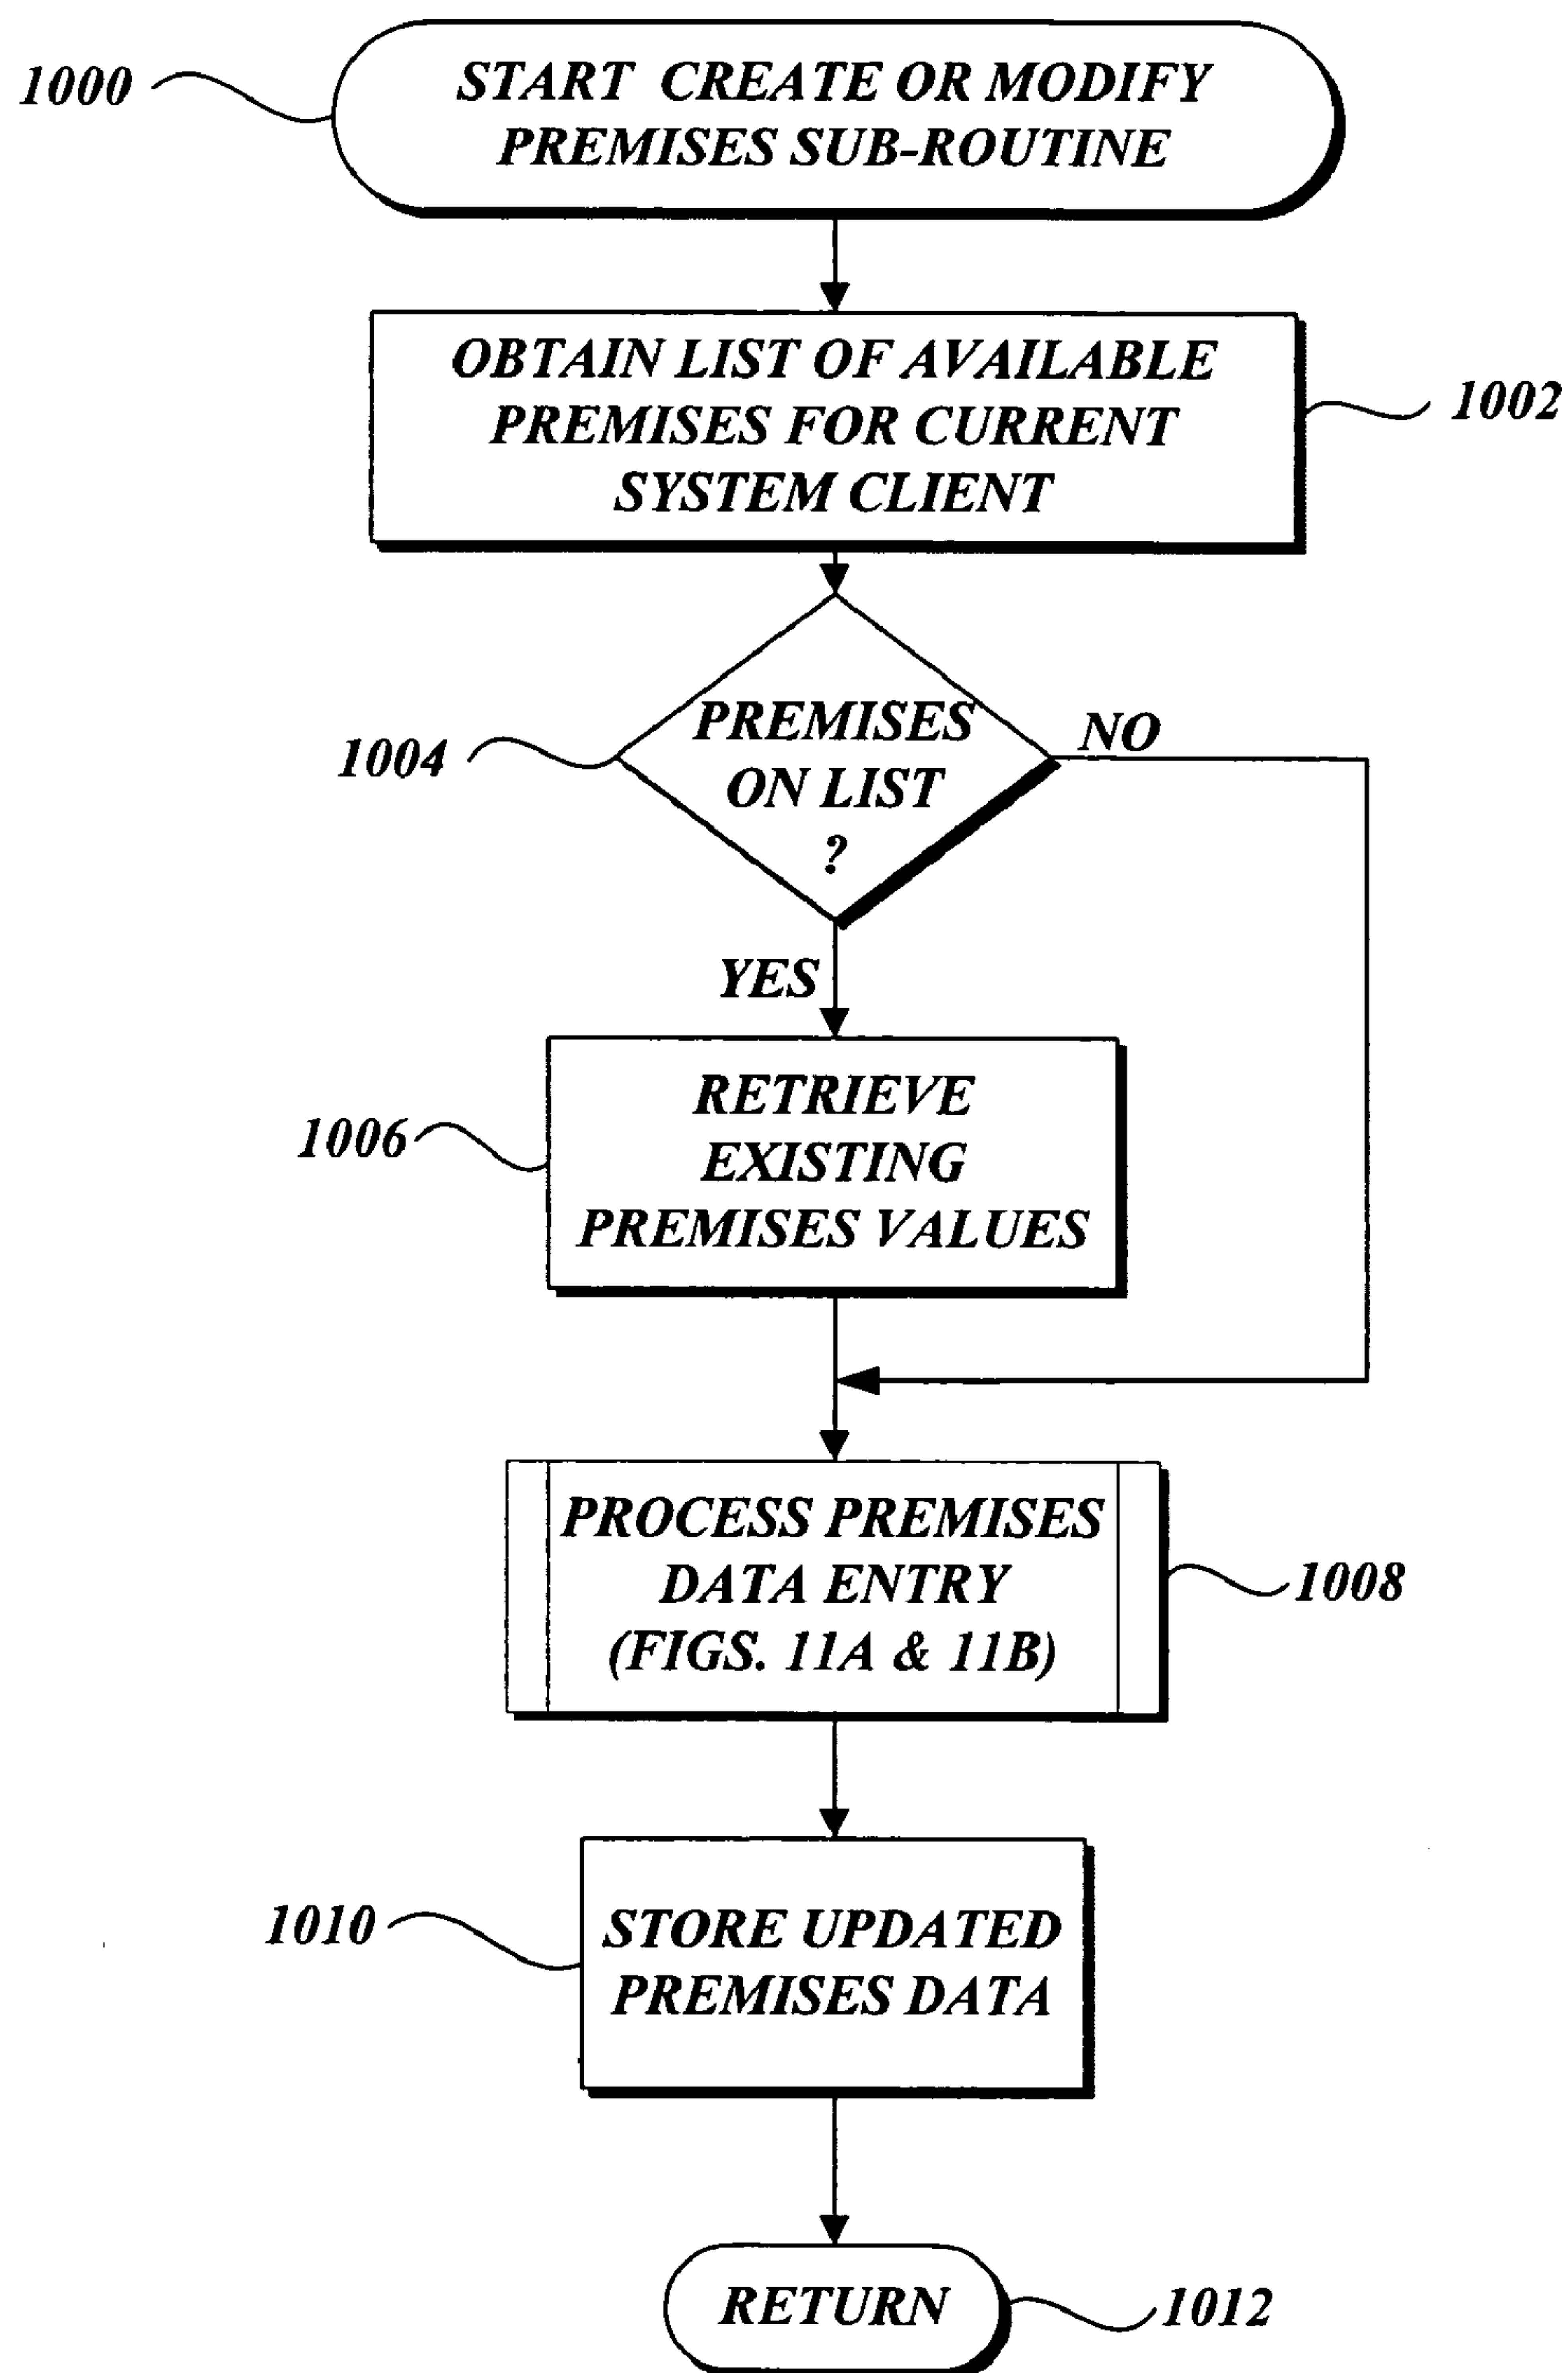 1000
START CREATE OR MODIFY
PREMISES SUB-ROUTINE
OBTAIN LIST OF AVAILABLE
PREMISES FOR CURRENT
SYSTEM CLIENT
1002
1004
PREMISES
ON LIST
?
NO
YES
1006
RETRIEVE
EXISTING
PREMISES VALUES
PROCESS PREMISES
DATA ENTRY
(FIGS. 11A & 11B)
1008
1010
STORE UPDATED
PREMISES DATA
RETURN
1012